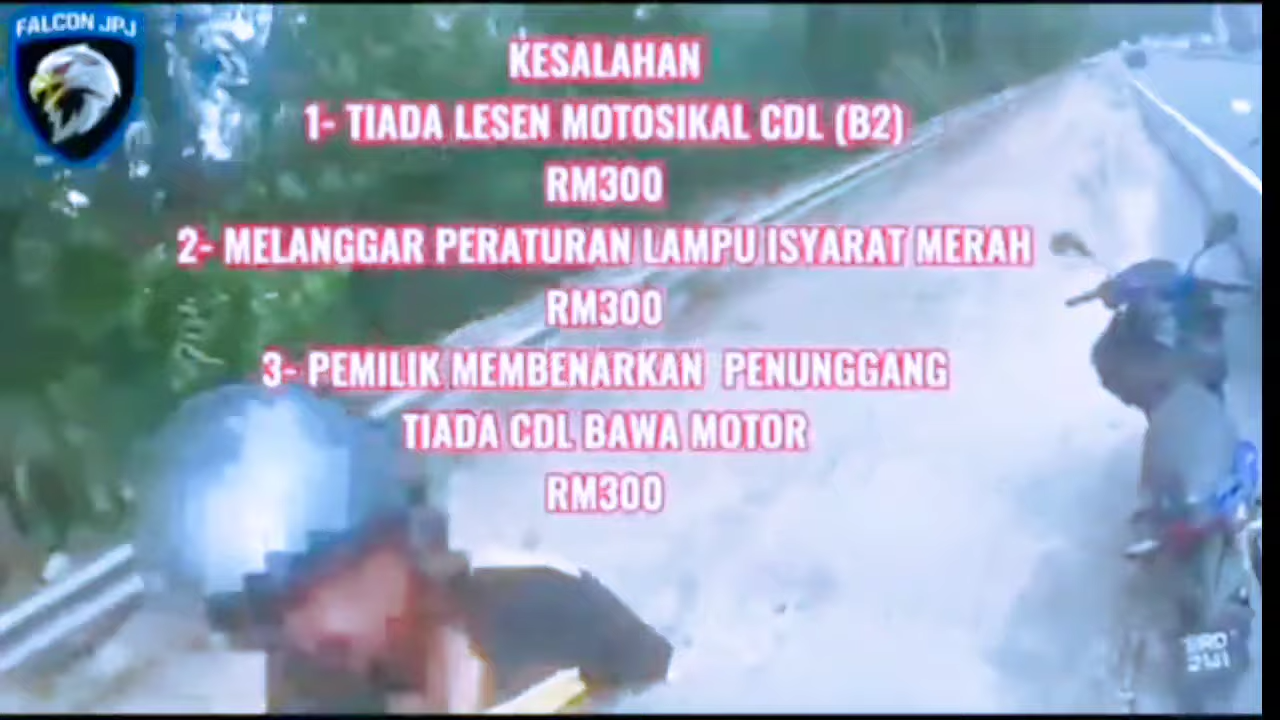 FALCON JPJ
KESALAHAN
1- TIADA LESEN MOTOSIKAL CDL (B2)
RM300
2- MELANGGAR PERATURAN LAMPU ISYARAT MERAH
RM300
3- PEMILIK MEMBENARKAN PENUNGGANG
TIADA CDL BAWA MOTOR
RM300